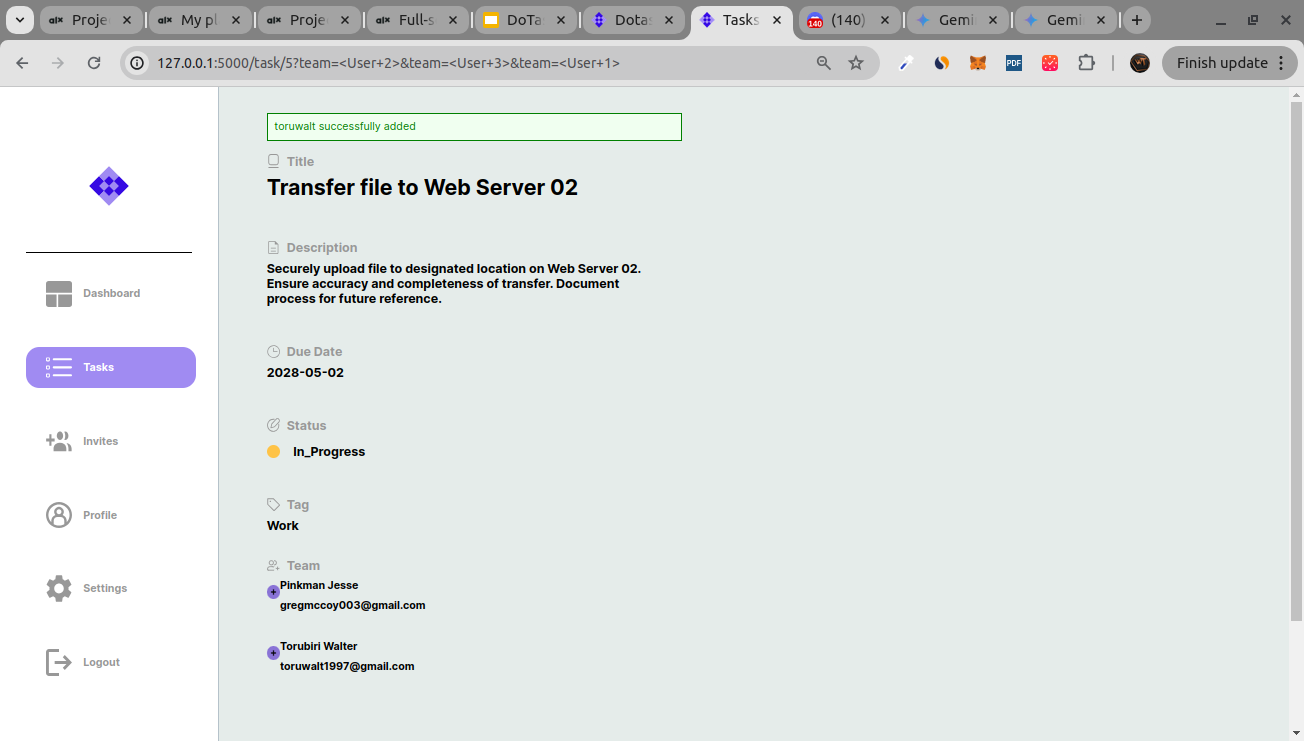 Proje
My pl
Proje
Full-s
DoTa
Dotas
Tasks
140
(140)
Gemi
Gemi
127.0.0.1:5000/task/5?team=<User+2>&team=<User+3>&team=<User+1>
PDF
Finish update
toruwalt successfully added
Title
Transfer file to Web Server 02
Description
Securely upload file to designated location on Web Server 02.
Ensure accuracy and completeness of transfer. Document
process for future reference.
Due Date
2028-05-02
Status
In_Progress
Tag
Work
Team
Pinkman Jesse
gregmccoy003@gmail.com
Torubiri Walter
toruwalt1997@gmail.com
Dashboard
Tasks
Invites
Profile
Settings
Logout